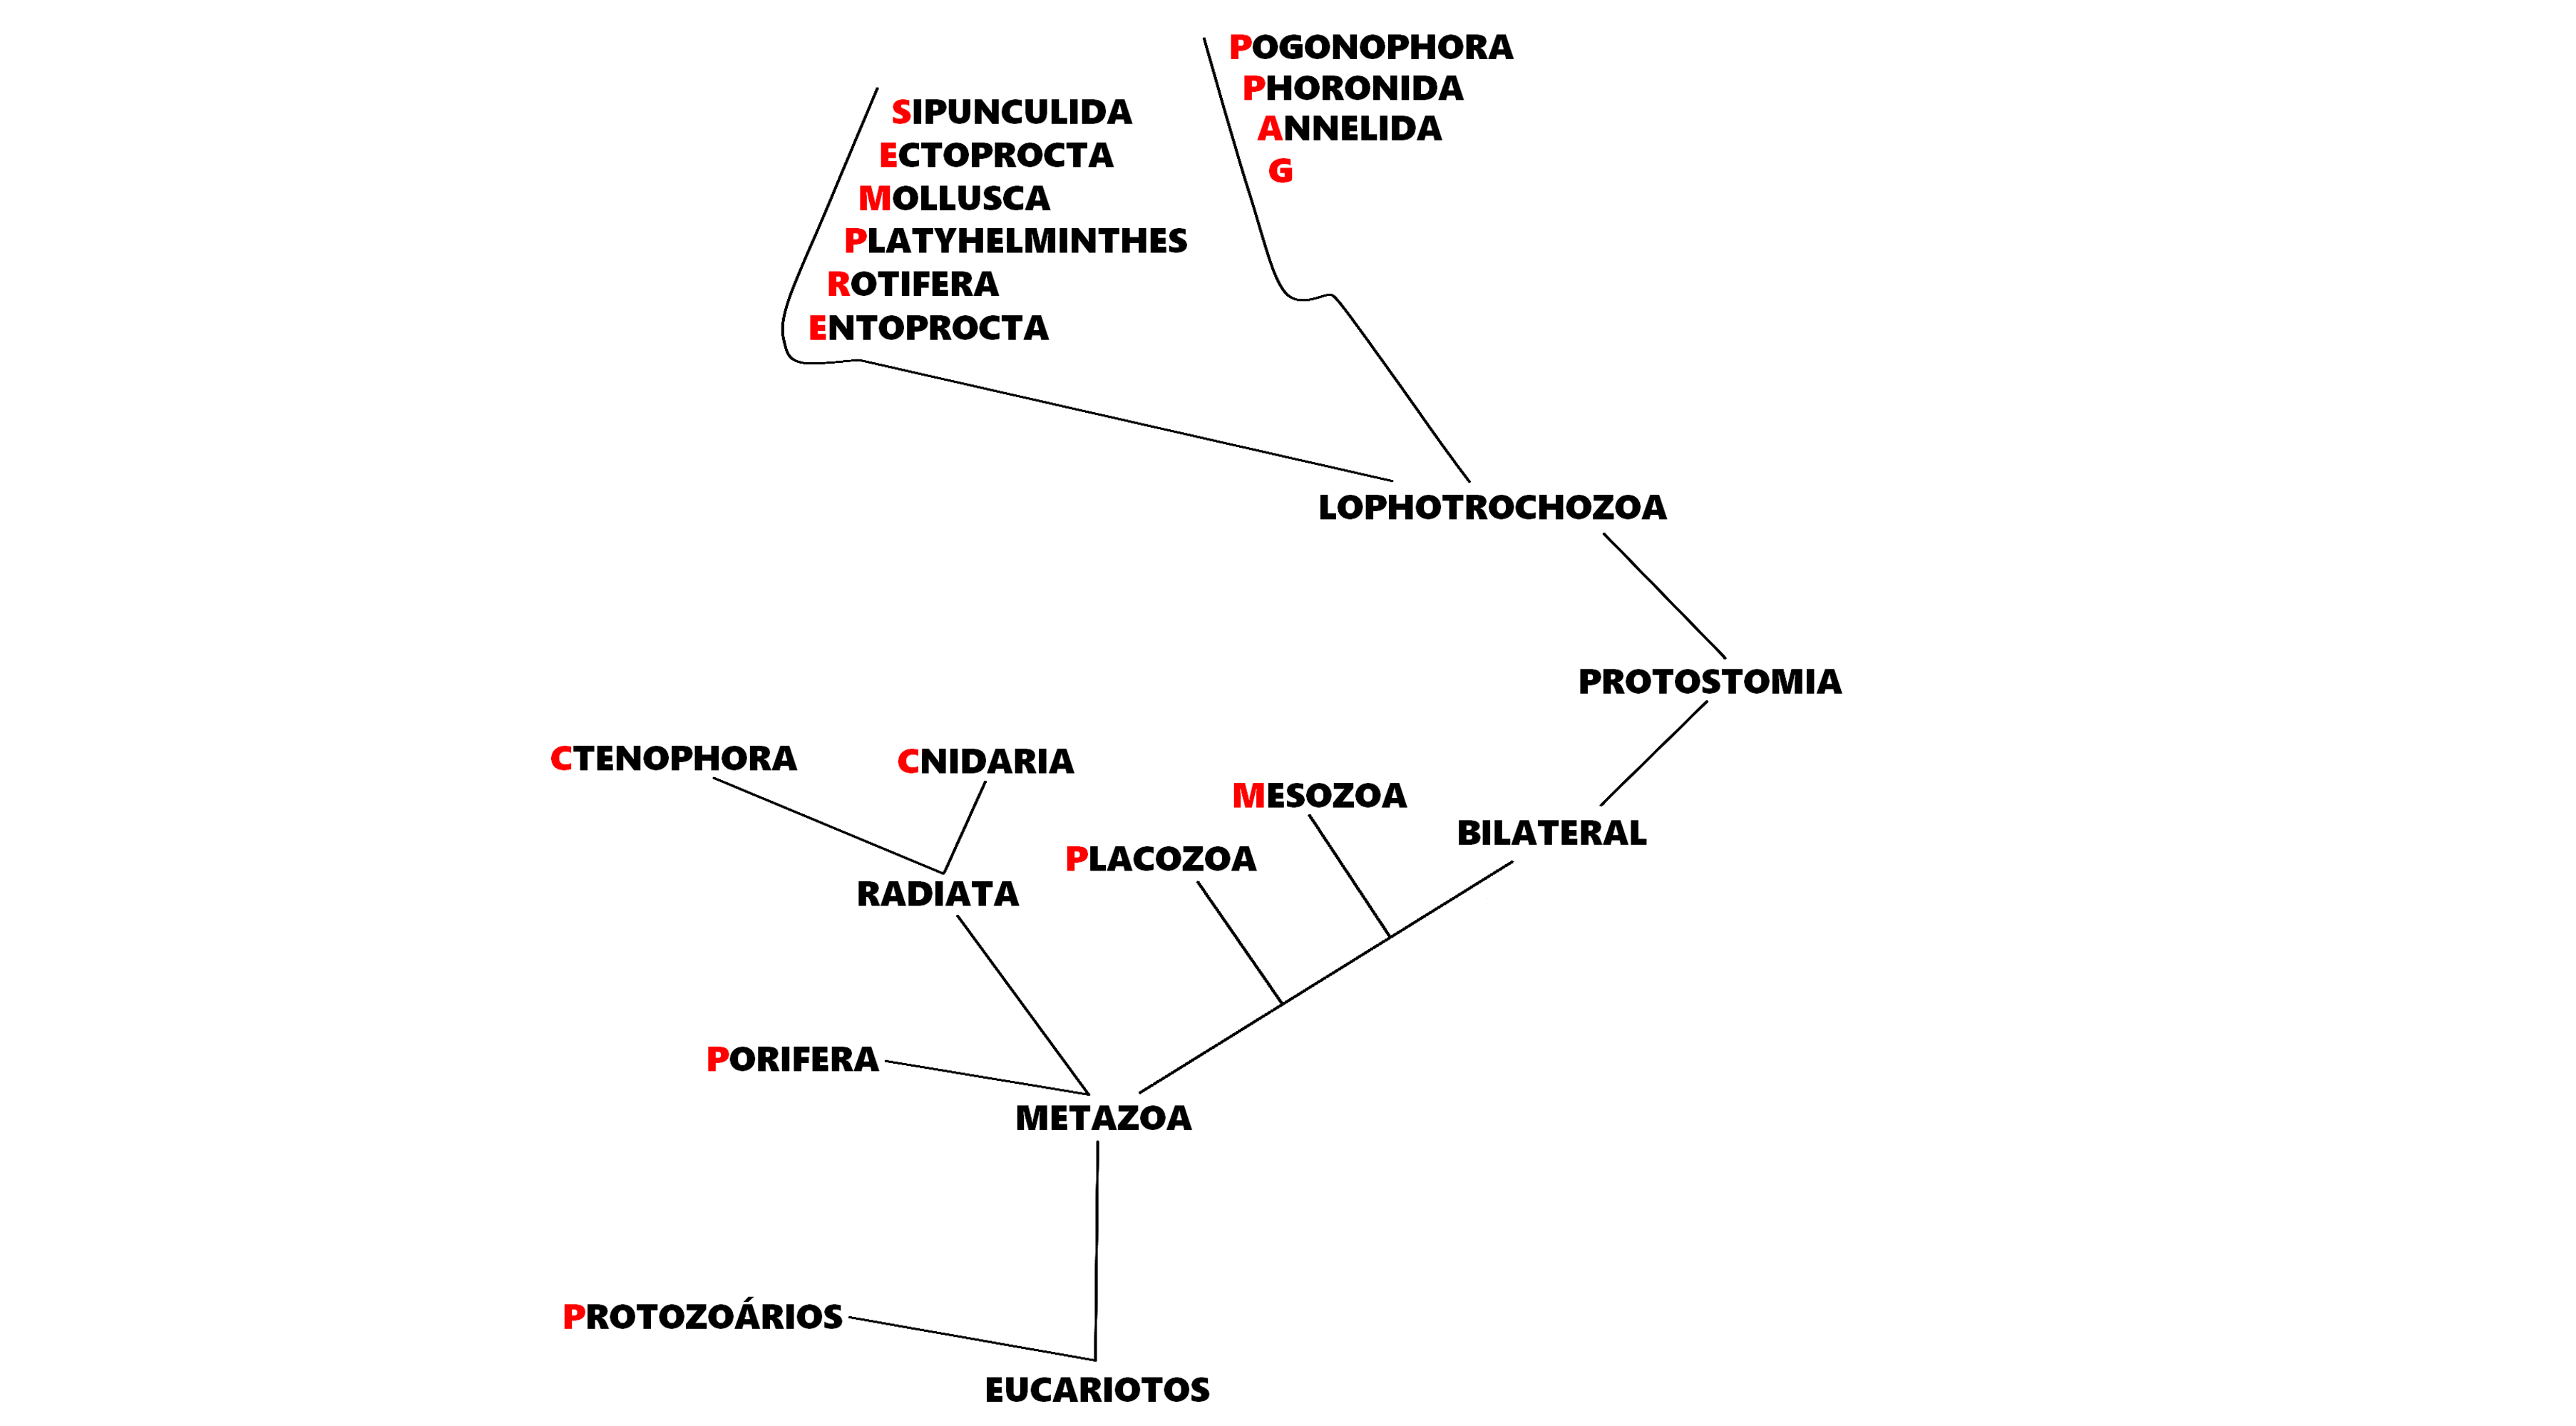 POGONOPHORA
PHORONIDA
ANNELIDA
G
SIPUNCULIDA
ECTOPROCTA
MOLLUSCA
PLATYHELMINTHES
ROTIFERA
ENTOPROCTA
LOPHOTROCHOZOA
PROTOSTOMIA
CTENOPHORA
CNIDARIA
MESOZOA
BILATERAL
PLACOZOA
RADIATA
PORIFERA
METAZOA
PROTOZOÁRIOS
EUCARIOTOS